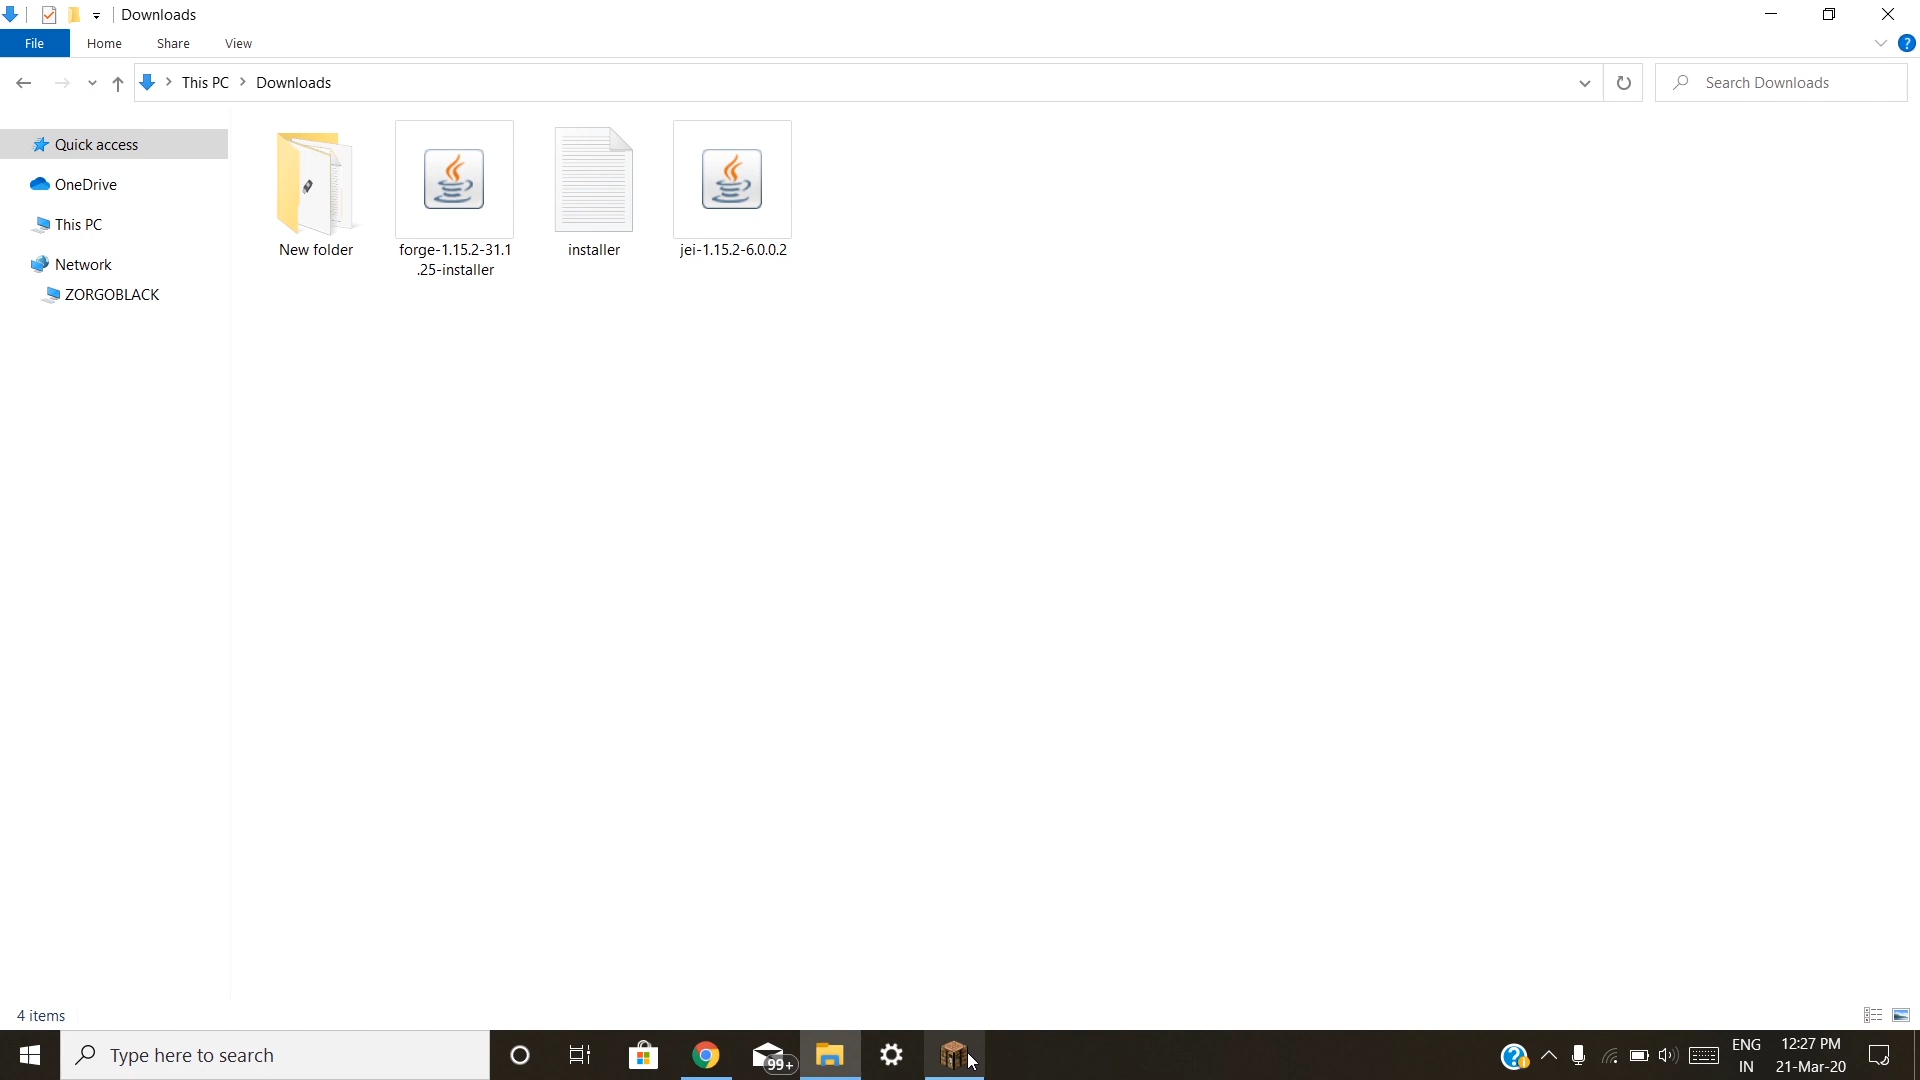 Downloads
File
Home
Share
View
?
This PC
Downloads
Search Downloads
Quick access
OneDrive
This PC
Network
ZORGOBLACK
New folder
forge-1.15.2-31.1
.25-installer
installer
jei-1.15.2-6.0.0.2
4 items
Type here to search
99+
?
ENG
IN
12:27 PM
21-Mar-20